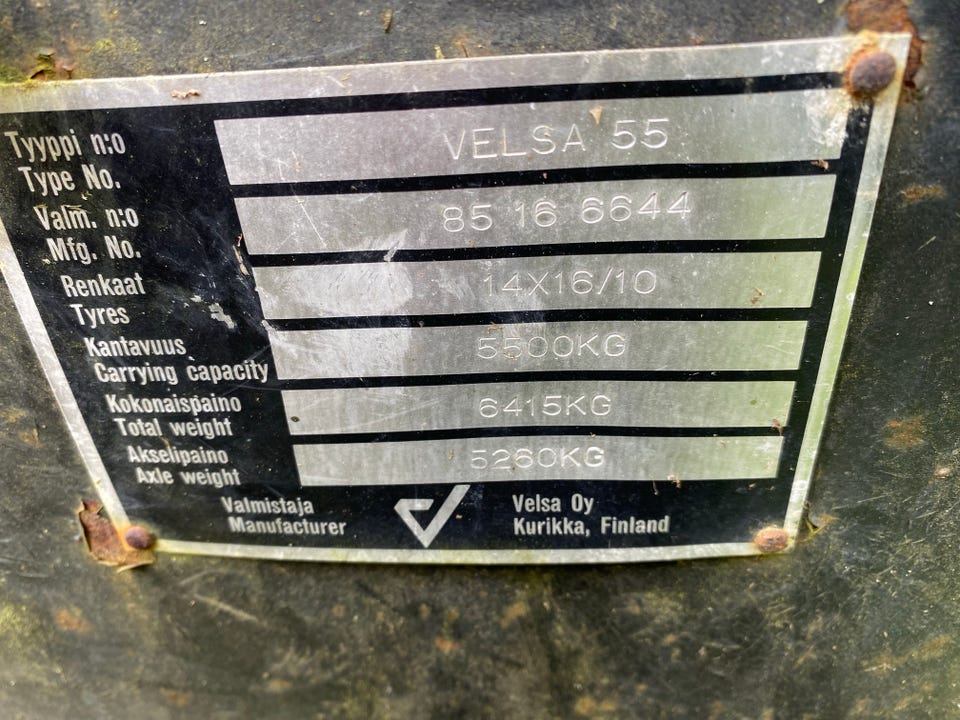 Tyyppi n:o VELSA 55
Type No.
Valm. n:o 85 16 6644
Mfg. No.
Renkaat 14X16/10
Tyres
Kantavuus 5500KG
Carrying capacity
Kokonaispaino 6415KG
Total weight
Akselipaino 5260KG
Axle weight
Valmistaja Velsa Oy
Manufacturer Kurikka, Finland